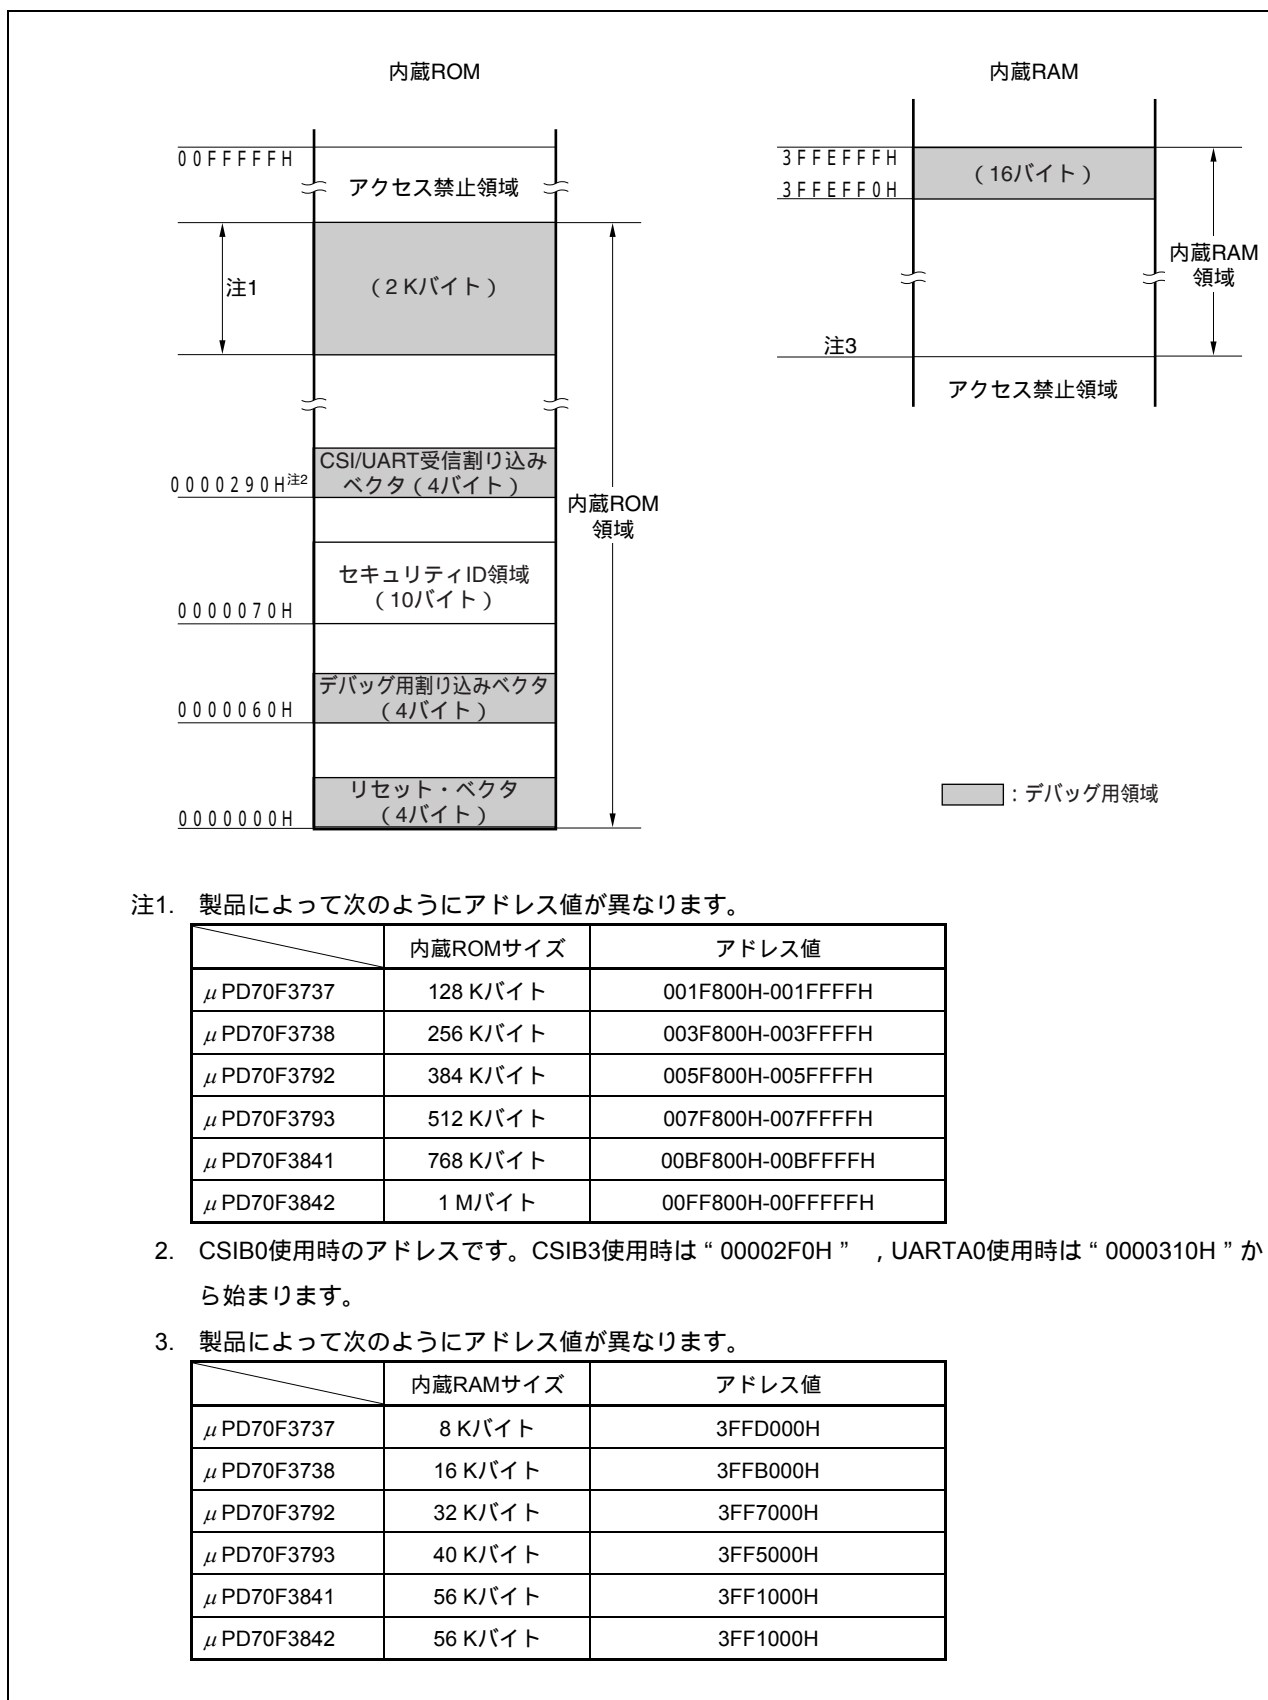 内蔵ROM
00FFFFFH
アクセス禁止領域
注1
(2 Kバイト)
CSI/UART受信割り込み
ベクタ(4バイト)
0000290H注2
内蔵ROM
領域
セキュリティID領域
(10バイト)
0000070H
デバッグ用割り込みベクタ
(4バイト)
0000060H
リセット・ベクタ
(4バイト)
0000000H
内蔵RAM
3FFEFFFH
(16バイト)
3FFEFF0H
内蔵RAM
領域
注3
アクセス禁止領域
:デバッグ用領域
注1. 製品によって次のようにアドレス値が異なります。
内蔵ROMサイズ アドレス値
μPD70F3737 128 Kバイト 001F800H-001FFFFH
μPD70F3738 256 Kバイト 003F800H-003FFFFH
μPD70F3792 384 Kバイト 005F800H-005FFFFH
μPD70F3793 512 Kバイト 007F800H-007FFFFH
μPD70F3841 768 Kバイト 00BF800H-00BFFFFH
μPD70F3842 1 Mバイト 00FF800H-00FFFFFH
2. CSIB0使用時のアドレスです。CSIB3使用時は“00002F0H”,UARTA0使用時は“0000310H”か
ら始まります。
3. 製品によって次のようにアドレス値が異なります。
内蔵RAMサイズ アドレス値
μPD70F3737 8 Kバイト 3FFD000H
μPD70F3738 16 Kバイト 3FFB000H
μPD70F3792 32 Kバイト 3FF7000H
μPD70F3793 40 Kバイト 3FF5000H
μPD70F3841 56 Kバイト 3FF1000H
μPD70F3842 56 Kバイト 3FF1000H